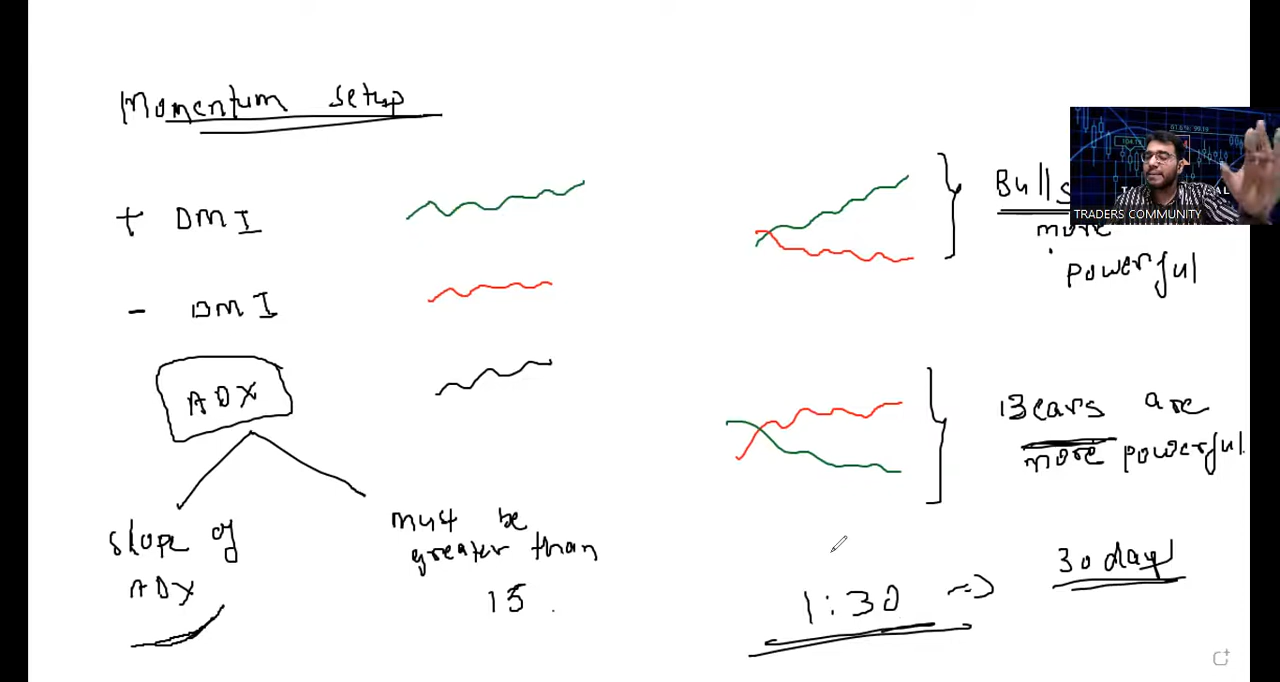 Momentum setup
+ DMI
- DMI
ADX
slope of
ADX
must be
greater than
15
Bulls
more
powerful
Bears are
more powerful
1:30 =>
30 day
TRADERS COMMUNITY